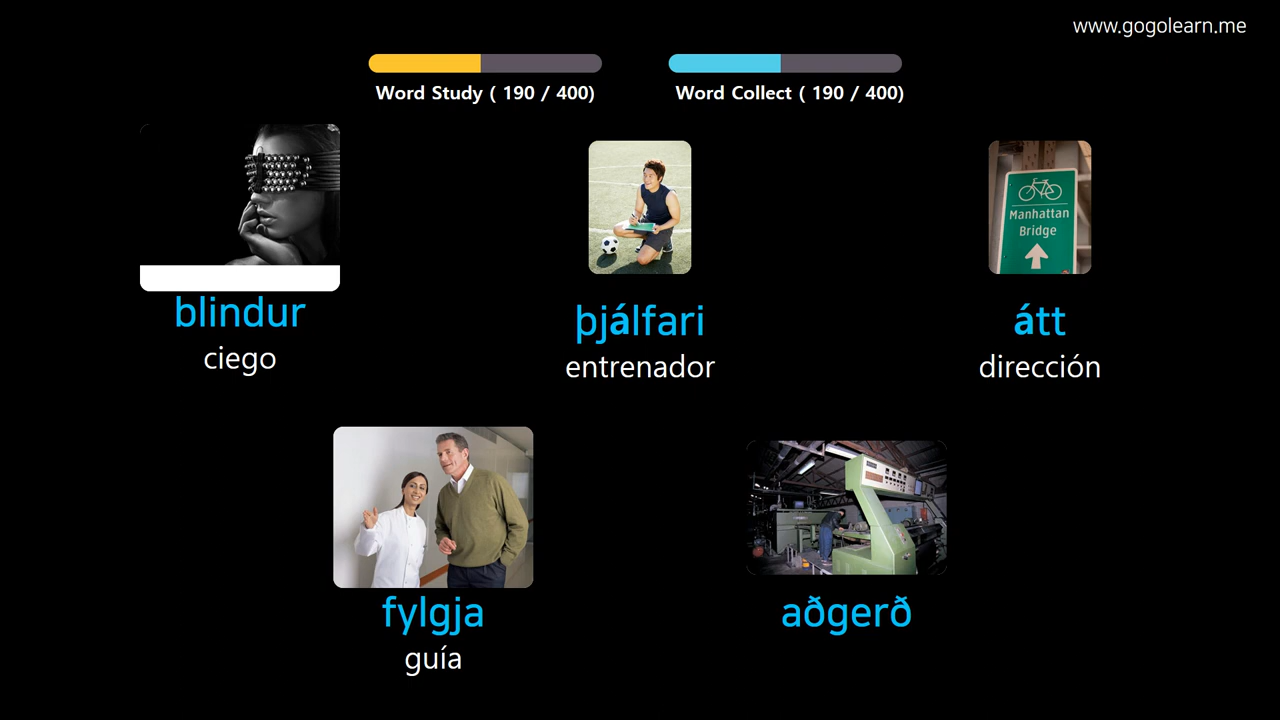 www.gogolearn.me
Word Study ( 190 / 400)
Word Collect ( 190 / 400)
Manhattan
Bridge
blindur
ciego
þjálfari
entrenador
átt
dirección
fylgja
guía
aðgerð